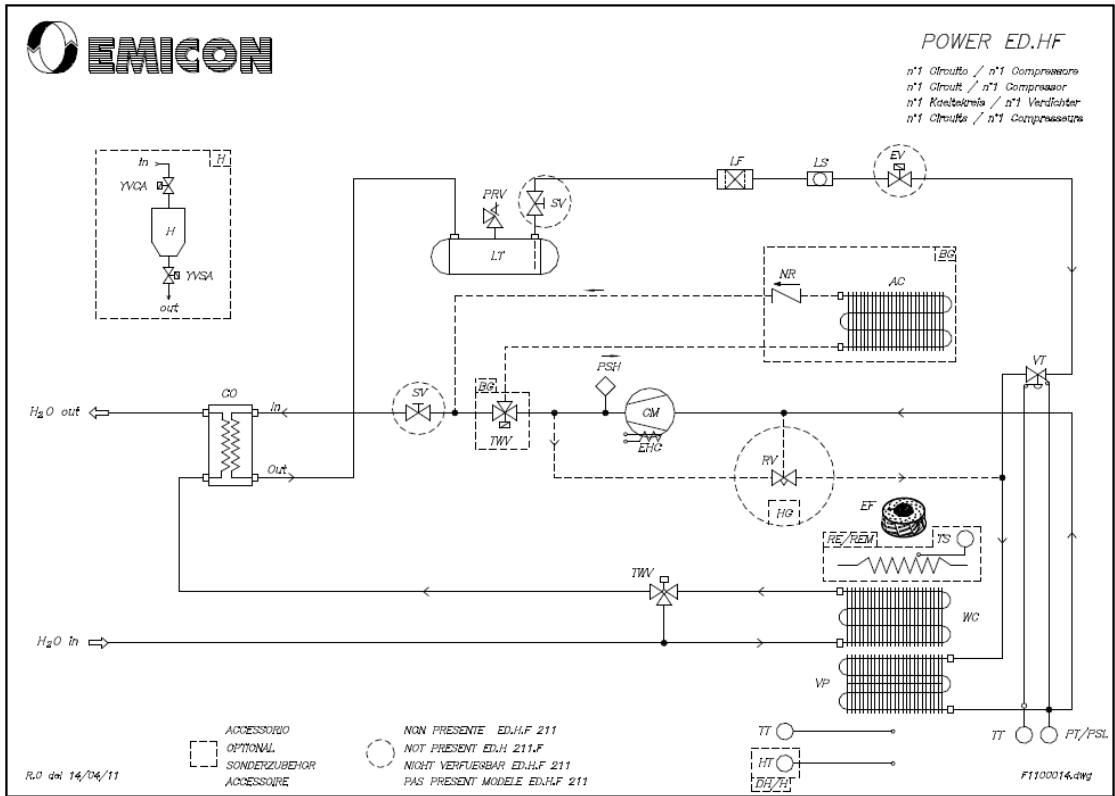 EMICON
POWER ED.HF
n°1 Circuito / n°1 Compressore
n°1 Circuit / n°1 Compressor
n°1 Kaeltekreis / n°1 Verdichter
n°1 Circuits / n°1 Compresseurs
In
H
YVCA
H
YVSA
out
PRV
SV
LF
LS
EV
LT
BG
NR
AC
VT
PSH
BG
CO
H2O out
In
SV
TWV
CM
EHC
Out
RV
HG
EF
RE/REM
TS
TWV
WC
H2O in
VP
TT
PT/PSL
TT
HT
DH/H
ACCESSORIO
OPTIONAL
SONDERZUBEHOR
ACCESSOIRE
NON PRESENTE ED.H.F 211
NOT PRESENT ED.H 211.F
NICHT VERFUEGBAR ED.H.F 211
PAS PRESENT MODELE ED.H.F 211
R.0 del 14/04/11
F1100014.dwg